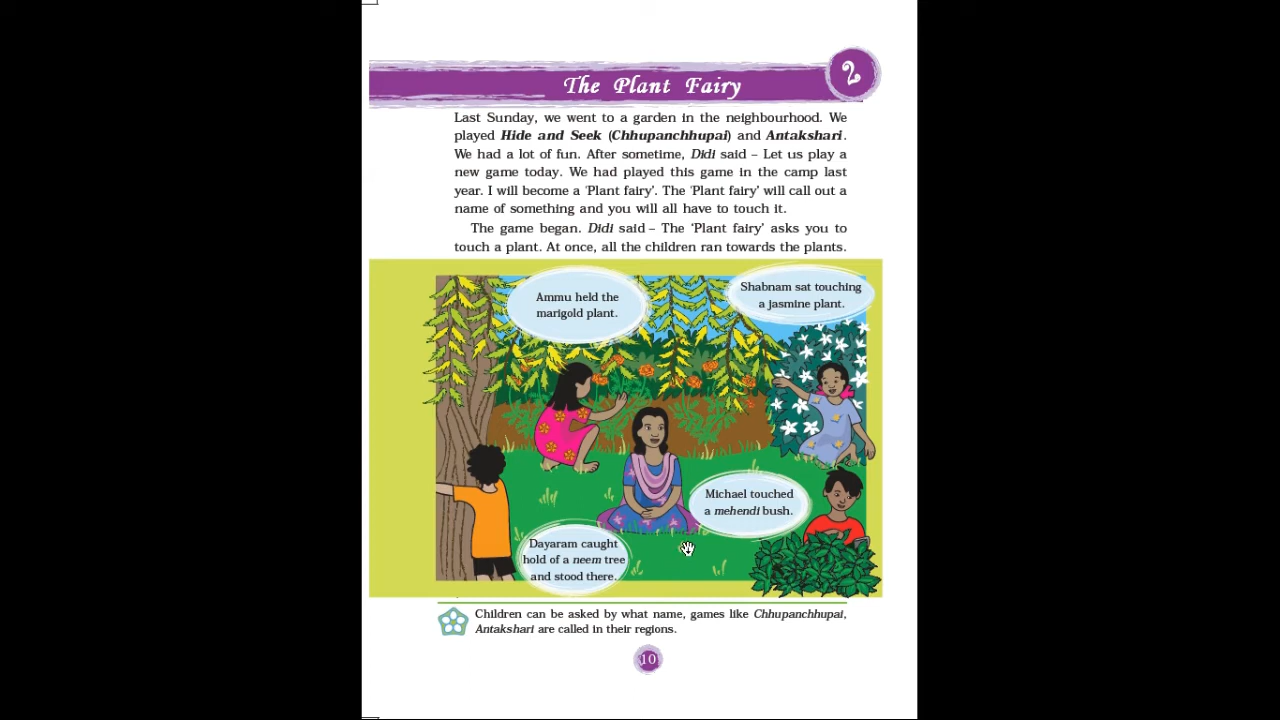 2
The Plant Fairy
Last Sunday, we went to a garden in the neighbourhood. We
played Hide and Seek (Chhupanchhupai) and Antakshari.
We had a lot of fun. After sometime, Didi said – Let us play a
new game today. We had played this game in the camp last
year. I will become a 'Plant fairy'. The 'Plant fairy' will call out a
name of something and you will all have to touch it.
The game began. Didi said – The 'Plant fairy' asks you to
touch a plant. At once, all the children ran towards the plants.
Ammu held the
marigold plant.
Shabnam sat touching
a jasmine plant.
Michael touched
a mehendi bush.
Dayaram caught
hold of a neem tree
and stood there.
Children can be asked by what name, games like Chhupanchhupai,
Antakshari are called in their regions.
10